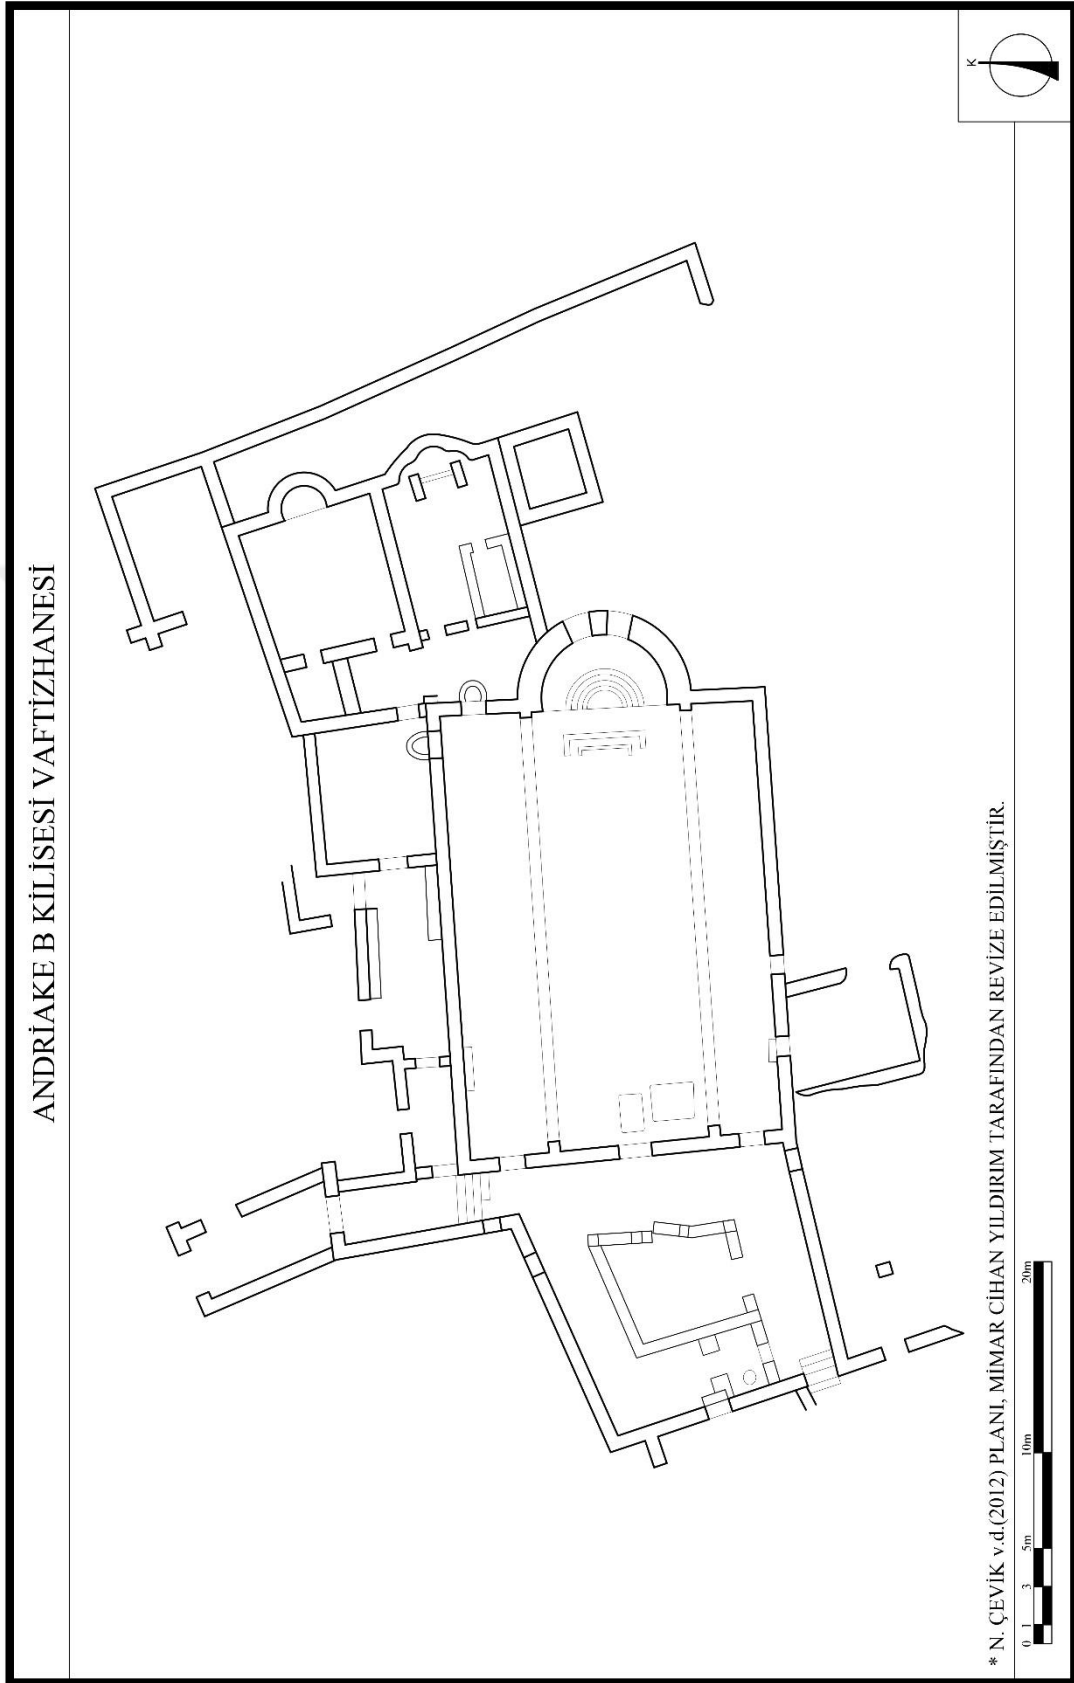 ANDRİAKE B KİLİSESİ VAFTİZHANESİ
K
* N. ÇEVİK v.d.(2012) PLANI, MİMAR CİHAN YILDIRIM TARAFINDAN REVİZE EDİLMİŞTİR.
0 1 3 5m 10m 20m